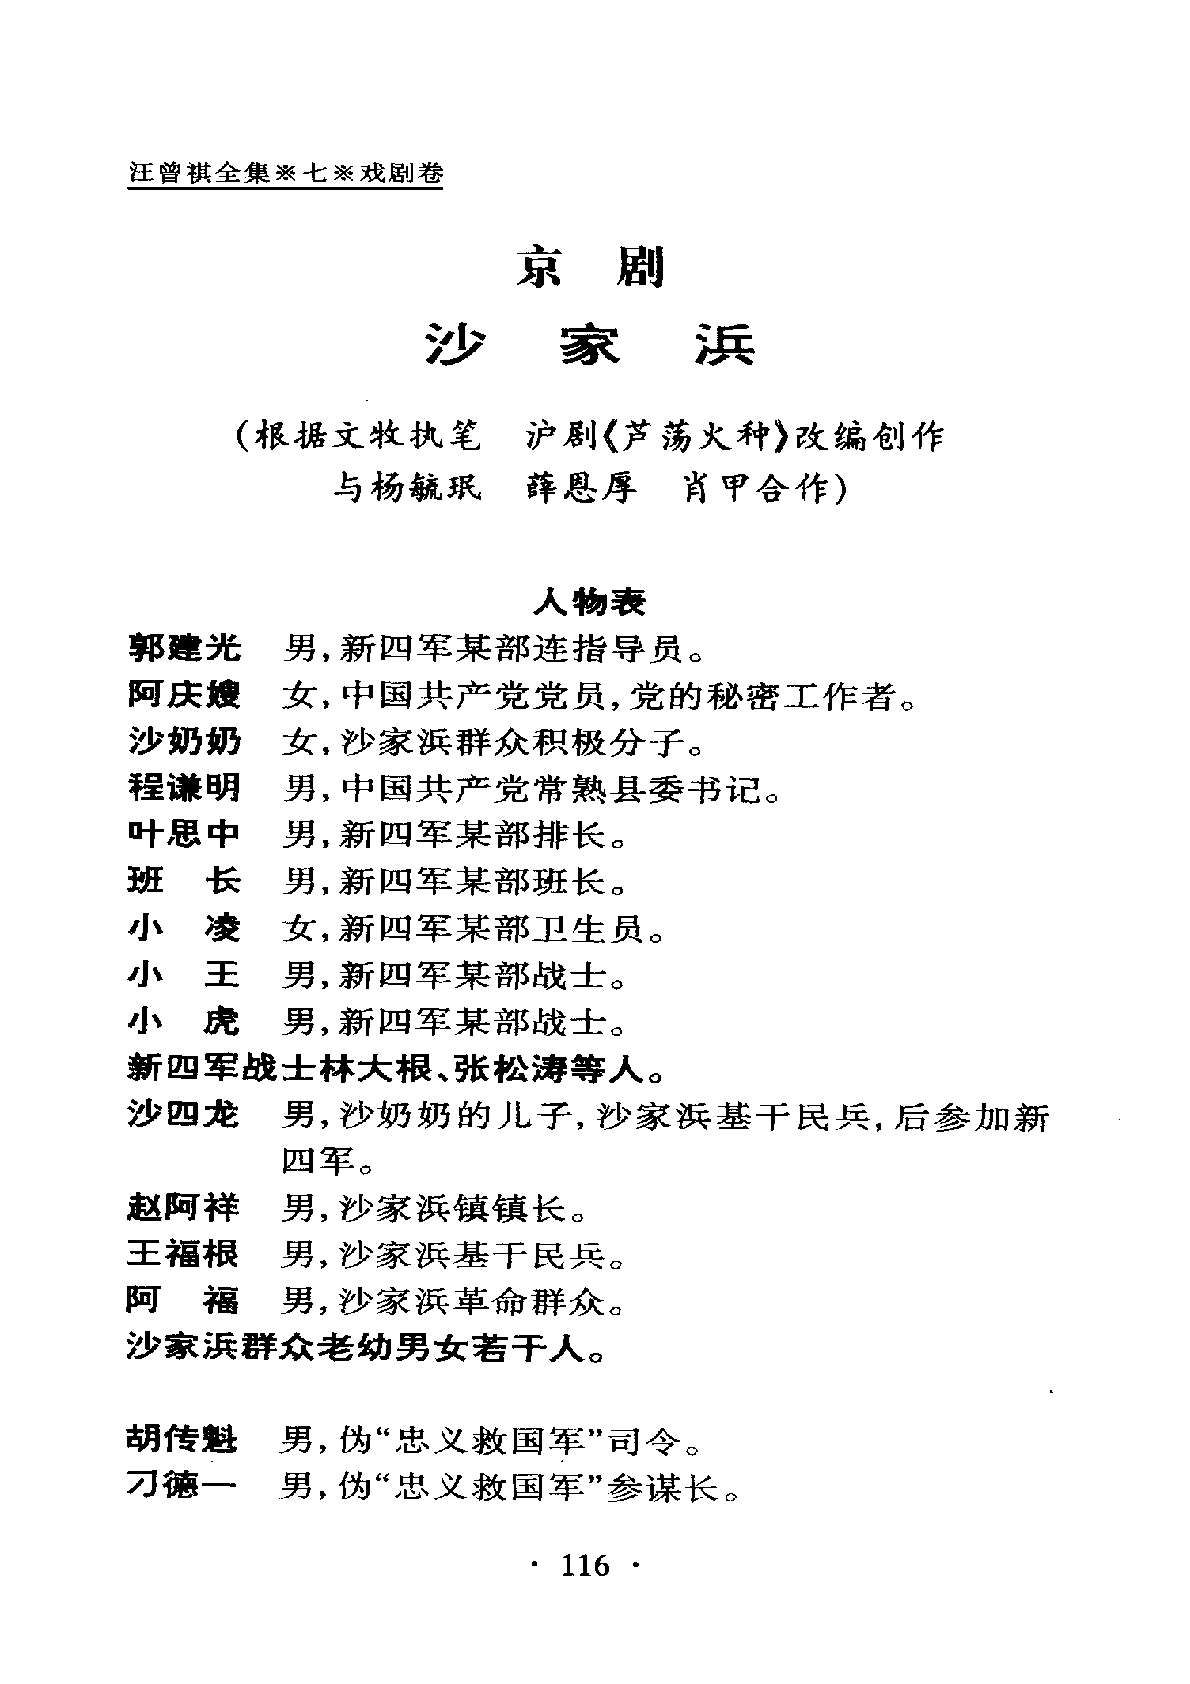 汪曾祺全集※七※戏剧卷
京 剧
沙 家 浜
(根据文牧执笔 沪剧《芦荡火种》改编创作
与杨毓珉 薛恩厚 肖甲合作)
人物表
郭建光 男,新四军某部连指导员。
阿庆嫂 女,中国共产党党员,党的秘密工作者。
沙奶奶 女,沙家浜群众积极分子。
程谦明 男,中国共产党常熟县委书记。
叶思中 男,新四军某部排长。
班 长 男,新四军某部班长。
小 凌 女,新四军某部卫生员。
小 王 男,新四军某部战士。
小 虎 男,新四军某部战士。
新四军战士林大根、张松涛等人。
沙四龙 男,沙奶奶的儿子,沙家浜基干民兵,后参加新
四军。
赵阿祥 男,沙家浜镇镇长。
王福根 男,沙家浜基干民兵。
阿 福 男,沙家浜革命群众。
沙家浜群众老幼男女若干人。
胡传魁 男,伪“忠义救国军”司令。
刁德一 男,伪“忠义救国军”参谋长。
· 116 ·